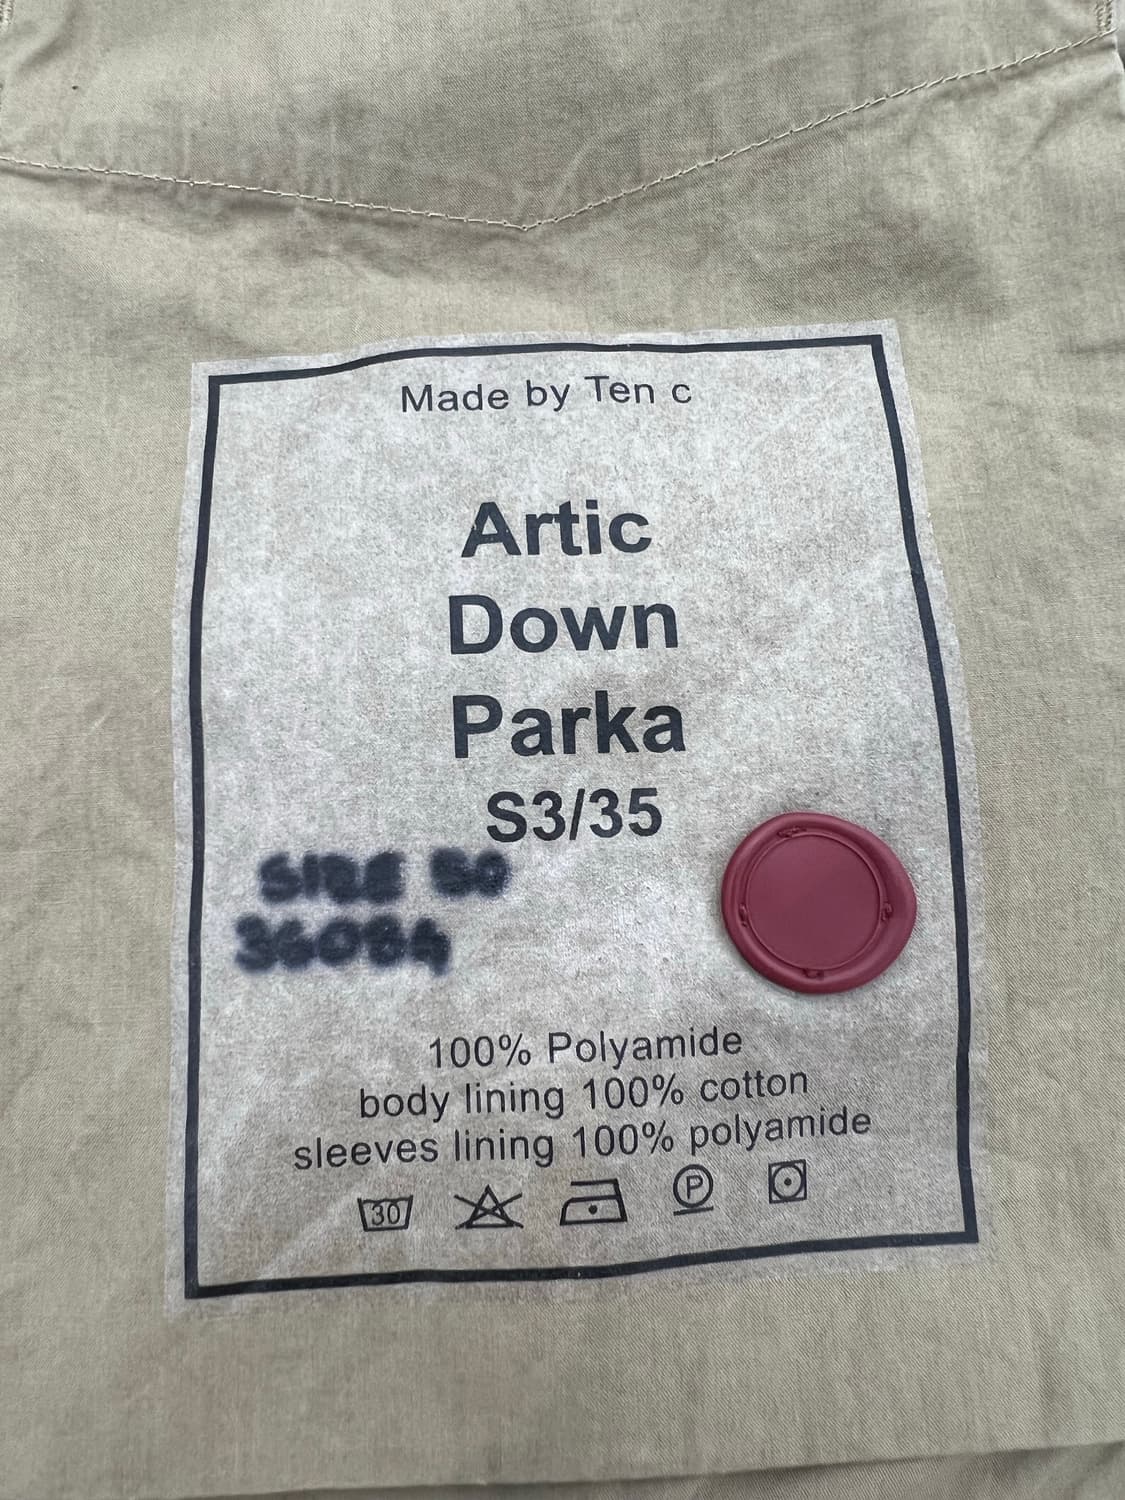 Made by Ten c
Artic
Down
Parka
S3/35
SIZE 50
36084
100% Polyamide
body lining 100% cotton
sleeves lining 100% polyamide
30
P